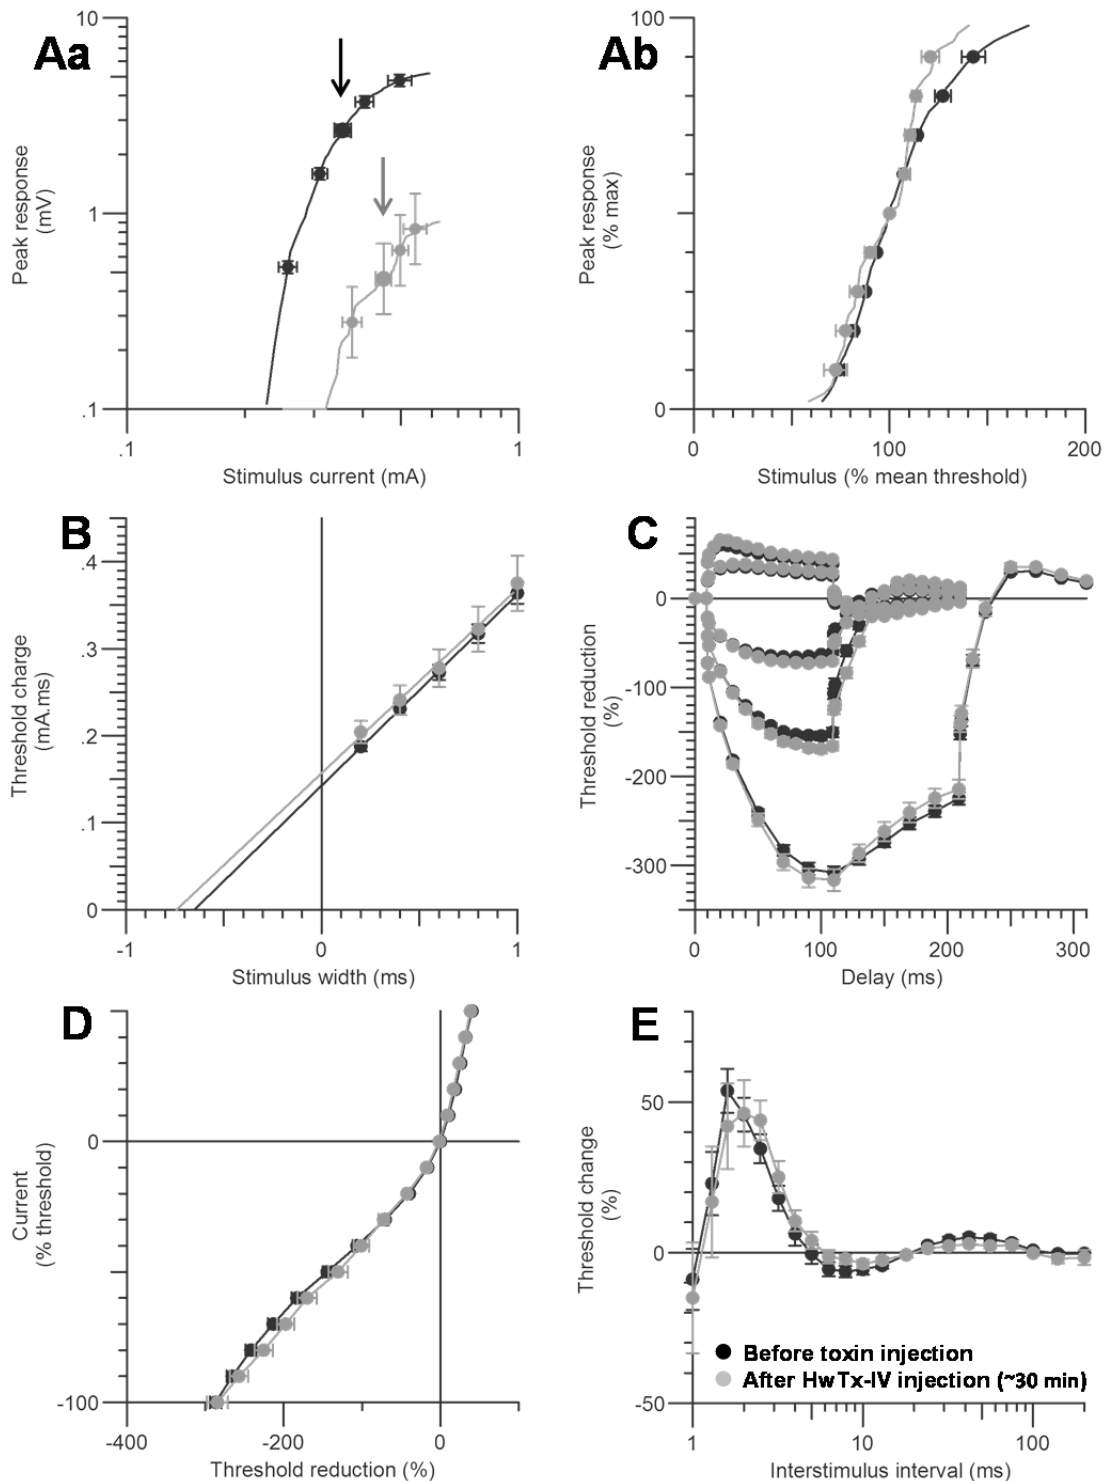 Aa
10
1
.1
Peak response
(mV)
.1
1
Stimulus current (mA)
Ab
100
0
Peak response
(% max)
0
100
200
Stimulus (% mean threshold)
B
.4
.3
.2
.1
0
Threshold charge
(mA.ms)
-1
0
1
Stimulus width (ms)
C
0
-100
-200
-300
Threshold reduction
(%)
0
100
200
300
Delay (ms)
D
0
-100
Current
(% threshold)
-400
-200
0
Threshold reduction (%)
E
50
0
-50
Threshold change
(%)
Before toxin injection
After HwTx-IV injection (~30 min)
1
10
100
Interstimulus interval (ms)